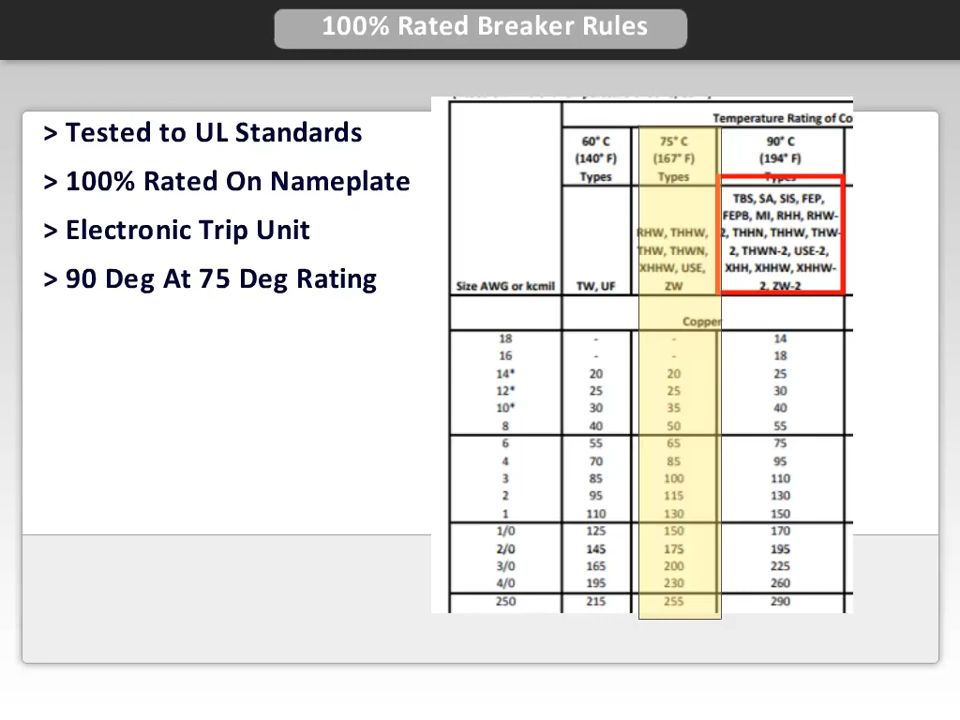 100% Rated Breaker Rules
> Tested to UL Standards
> 100% Rated On Nameplate
> Electronic Trip Unit
> 90 Deg At 75 Deg Rating
Temperature Rating of Co
60° C 75° C 90° C
(140° F) (167° F) (194° F)
Types Types Types
TBS, SA, SIS, FEP,
FEPB, MI, RHH, RHW-
RHW, THHW, 2, THHN, THHW, THW-
THW, THWN, 2, THWN-2, USE-2,
XHHW, USE, XHH, XHHW, XHHW-
Size AWG or kcmil TW, UF ZW 2, ZW-2
Copper
18 - - 14
16 - - 18
14* 20 20 25
12* 25 25 30
10* 30 35 40
8 40 50 55
6 55 65 75
4 70 85 95
3 85 100 110
2 95 115 130
1 110 130 150
1/0 125 150 170
2/0 145 175 195
3/0 165 200 225
4/0 195 230 260
250 215 255 290